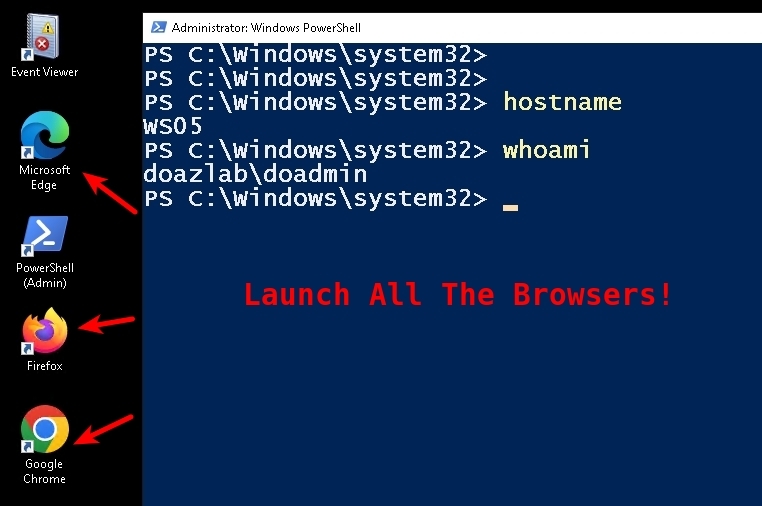 Event Viewer
Microsoft
Edge
PowerShell
(Admin)
Firefox
Google
Chrome
Administrator: Windows PowerShell
PS C:\Windows\system32>
PS C:\Windows\system32>
PS C:\Windows\system32> hostname
WS05
PS C:\Windows\system32> whoami
doazlab\doadmin
PS C:\Windows\system32>
Launch All The Browsers!